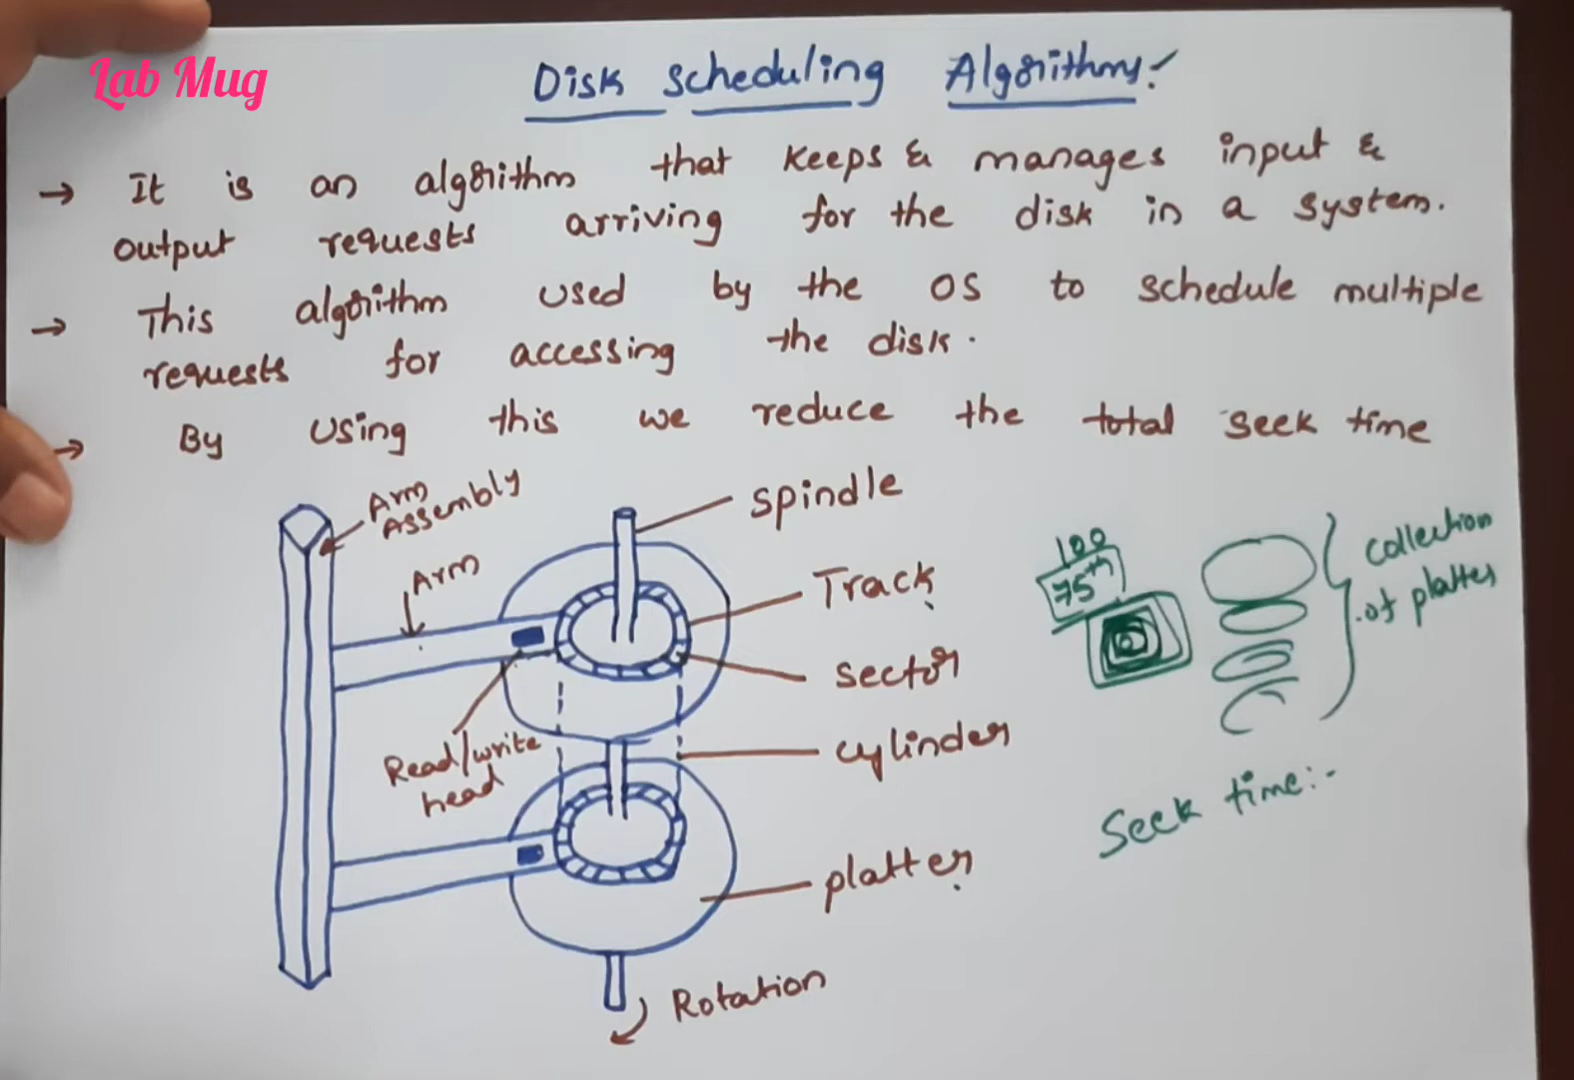 Lab Mug
Disk Scheduling Algorithms:
→ It is an algorithm that keeps & manages input &
output requests arriving for the disk in a system.
→ This algorithm used by the OS to schedule multiple
requests for accessing the disk.
→ By using this we reduce the total seek time
Arm
Assembly
Arm
spindle
Track
sector
Read/write
head
cylinder
platter
Rotation
100
75th
collection
of platter
Seek time:-